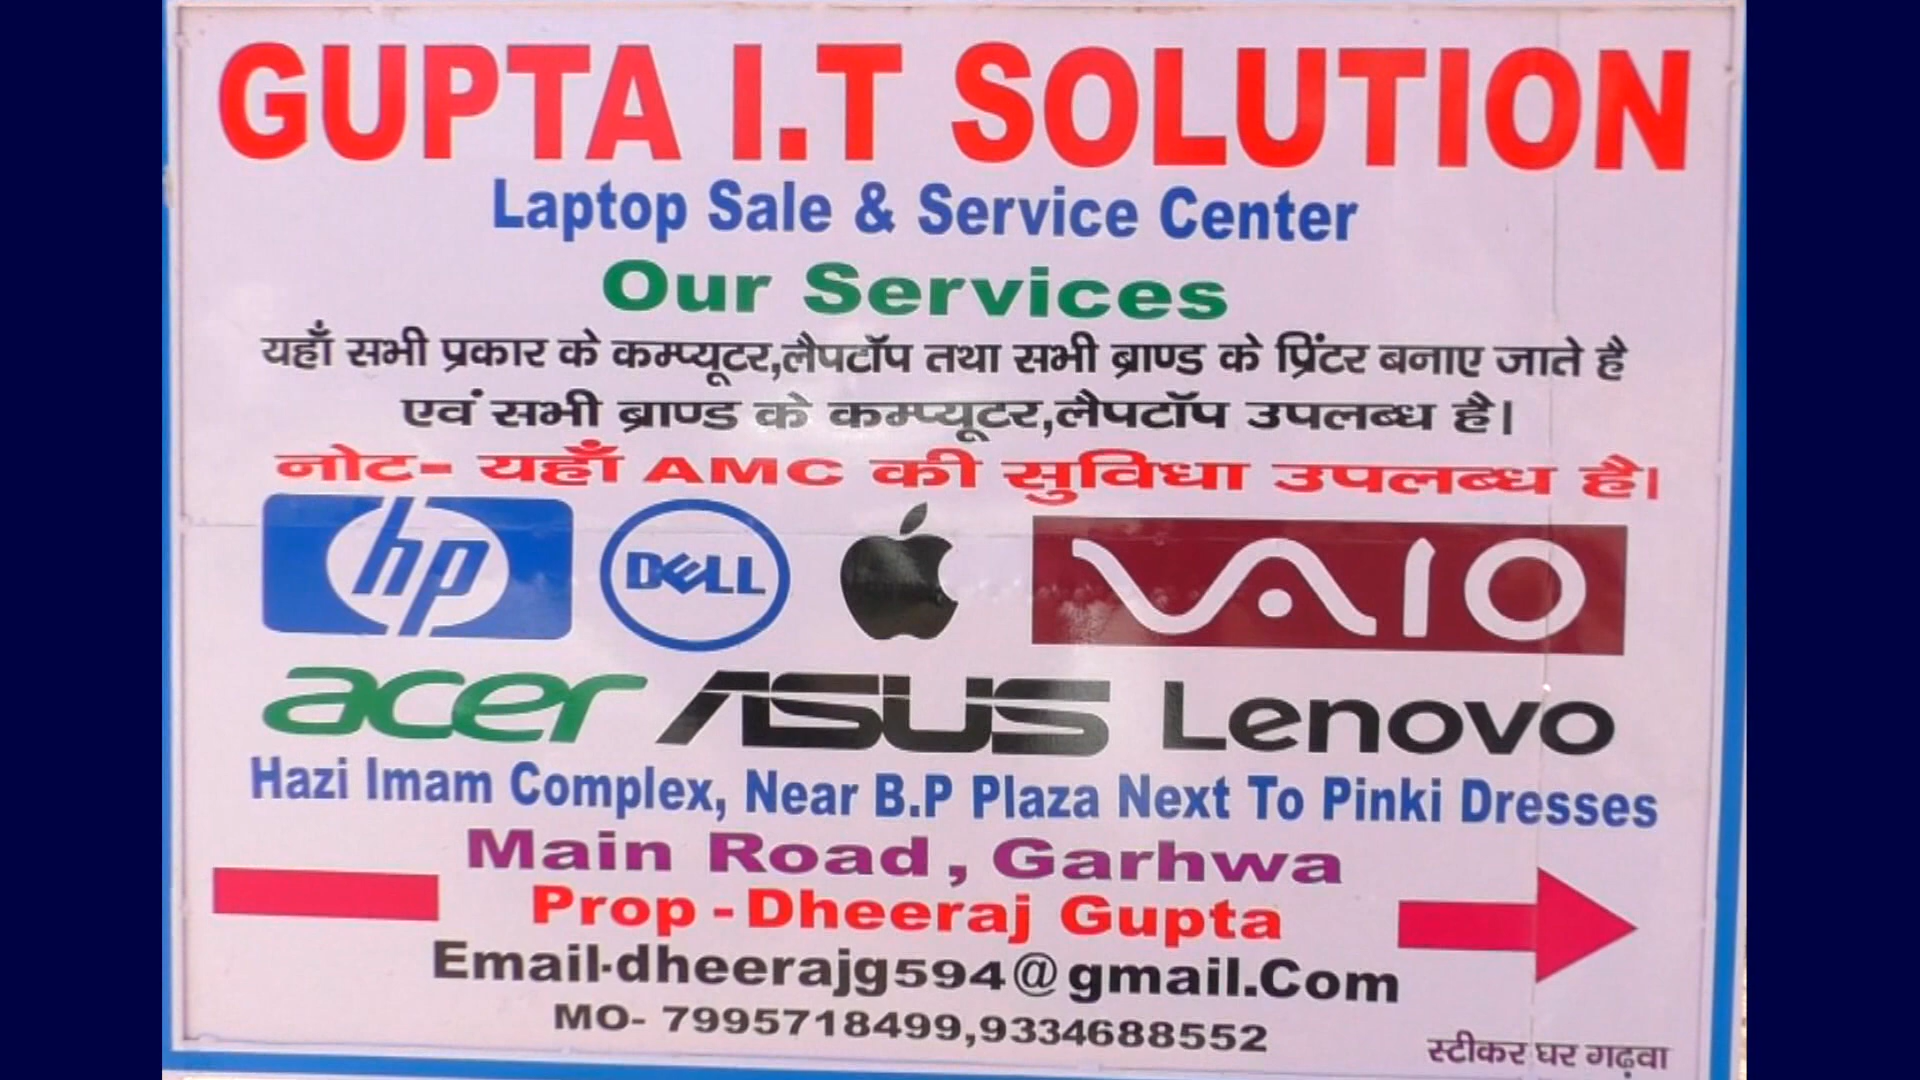 GUPTA I.T SOLUTION
Laptop Sale & Service Center
Our Services
यहाँ सभी प्रकार के कम्प्यूटर,लैपटॉप तथा सभी ब्राण्ड के प्रिंटर बनाए जाते है
एवं सभी ब्राण्ड के कम्प्यूटर,लैपटॉप उपलब्ध है।
नोट- यहाँ AMC की सुविधा उपलब्ध है।
hp DELL VAIO
acer ASUS Lenovo
Hazi Imam Complex, Near B.P Plaza Next To Pinki Dresses
Main Road, Garhwa
Prop - Dheeraj Gupta
Email-dheerajg594@gmail.Com
MO- 7995718499,9334688552
स्टीकर घर गढ़वा